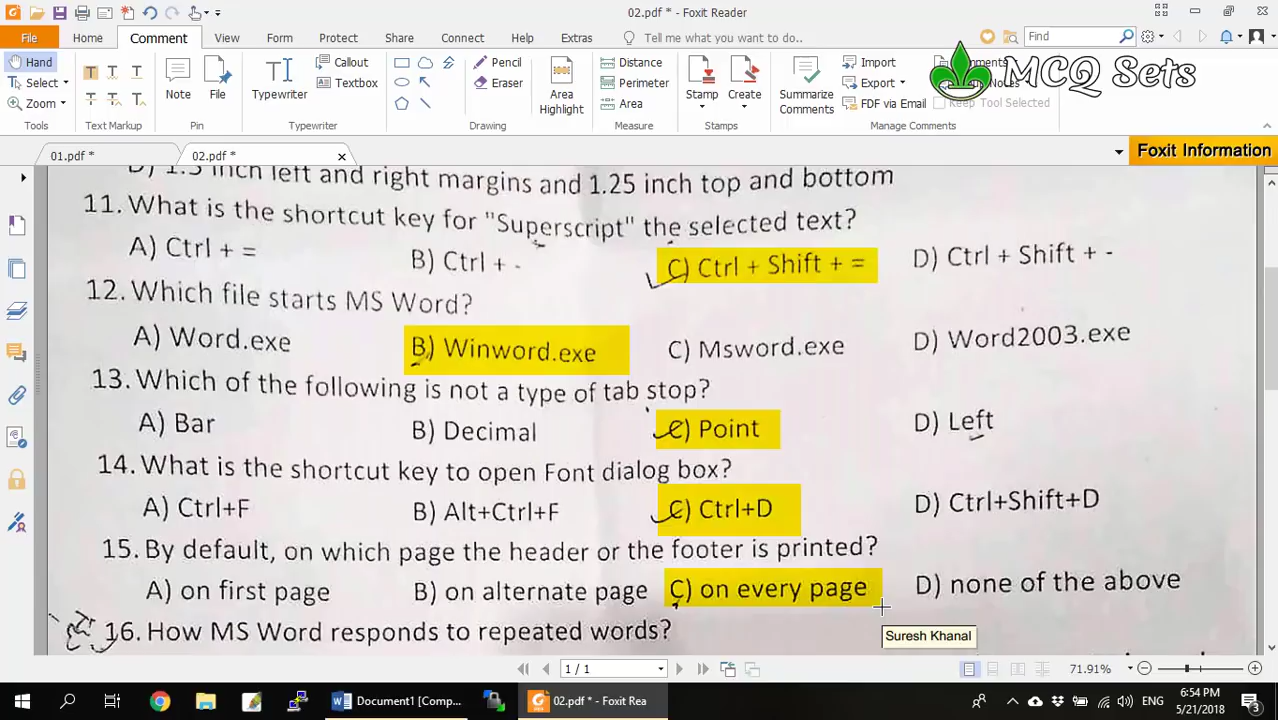 02.pdf * - Foxit Reader
File Home Comment View Form Protect Share Connect Help Extras Tell me what you want to do.. Find
Hand
Select
Zoom
Tools
Text Markup
Note
File
Pin
Typewriter
Callout
Textbox
Typewriter
Pencil
Eraser
Area
Highlight
Drawing
Distance
Perimeter
Area
Measure
Stamp
Create
Stamps
Summarize
Comments
Import
Export
FDF via Email
Keep Tool Selected
Manage Comments
MCQ Sets
01.pdf * 02.pdf *
Foxit Information
D) 1.5 inch left and right margins and 1.25 inch top and bottom
11. What is the shortcut key for "Superscript" the selected text?
A) Ctrl + = B) Ctrl + - C) Ctrl + Shift + = D) Ctrl + Shift + -
12. Which file starts MS Word?
A) Word.exe B) Winword.exe C) Msword.exe D) Word2003.exe
13. Which of the following is not a type of tab stop?
A) Bar B) Decimal C) Point D) Left
14. What is the shortcut key to open Font dialog box?
A) Ctrl+F B) Alt+Ctrl+F C) Ctrl+D D) Ctrl+Shift+D
15. By default, on which page the header or the footer is printed?
A) on first page B) on alternate page C) on every page D) none of the above
16. How MS Word responds to repeated words?
Suresh Khanal
1 / 1
71.91%
Document1 [Comp... 02.pdf * - Foxit Rea
ENG
6:54 PM
5/21/2018
3